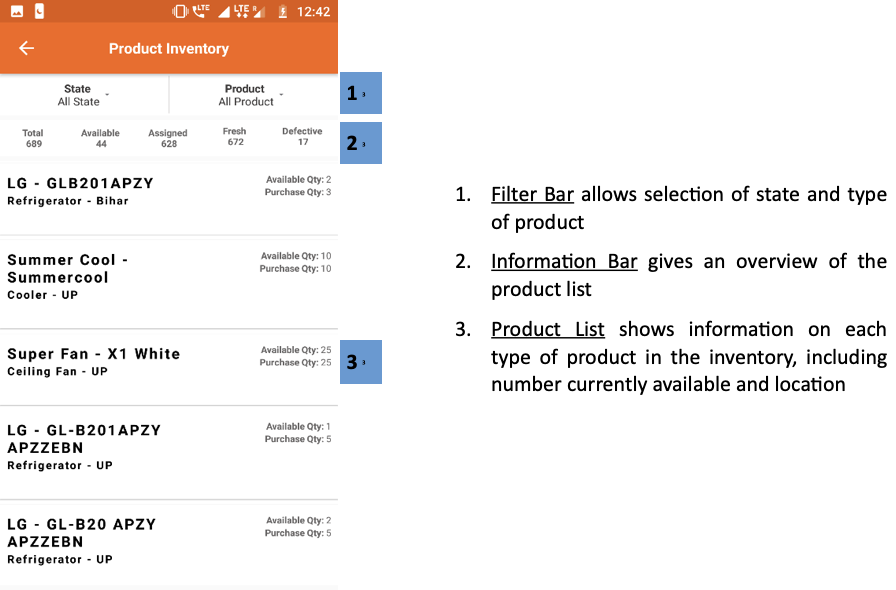 LTE LTE R 12:42
Product Inventory
State Product
All State All Product
1
Total Available Assigned Fresh Defective
689 44 628 672 17
2
LG - GLB201APZY
Refrigerator - Bihar
Available Qty: 2
Purchase Qty: 3
Summer Cool -
Summercool
Cooler - UP
Available Qty: 10
Purchase Qty: 10
Super Fan - X1 White
Ceiling Fan - UP
Available Qty: 25
Purchase Qty: 25
3
LG - GL-B201APZY
APZZEBN
Refrigerator - UP
Available Qty: 1
Purchase Qty: 5
LG - GL-B20 APZY
APZZEBN
Refrigerator - UP
Available Qty: 2
Purchase Qty: 5
1. Filter Bar allows selection of state and type
of product
2. Information Bar gives an overview of the
product list
3. Product List shows information on each
type of product in the inventory, including
number currently available and location